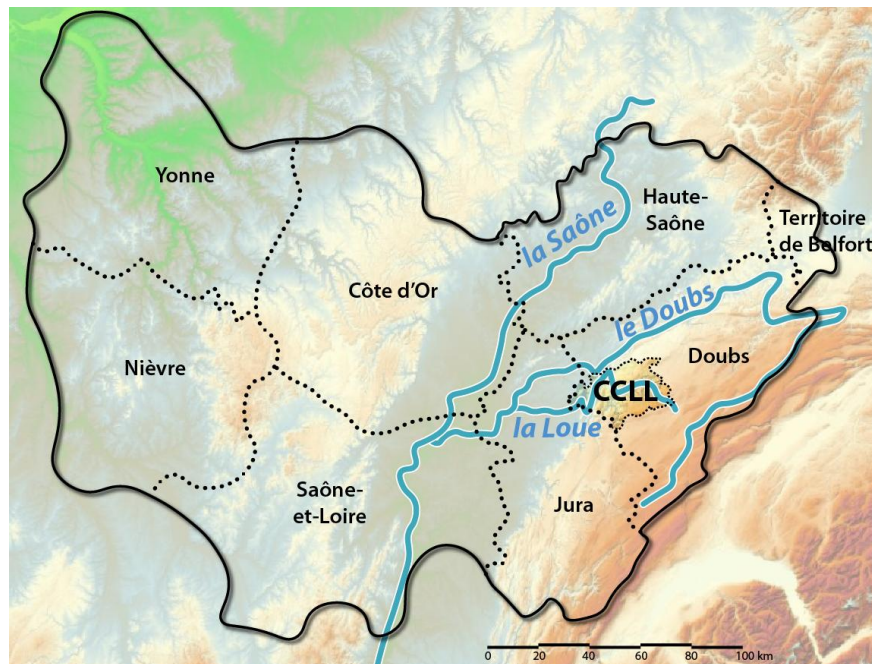 Yonne
Haute-
Saône
Territoire
de Belfort
la Saône
Côte d'Or
le Doubs
Doubs
Nièvre
CCLL
la Loue
Saône-
et-Loire
Jura
0 20 40 60 80 100 km